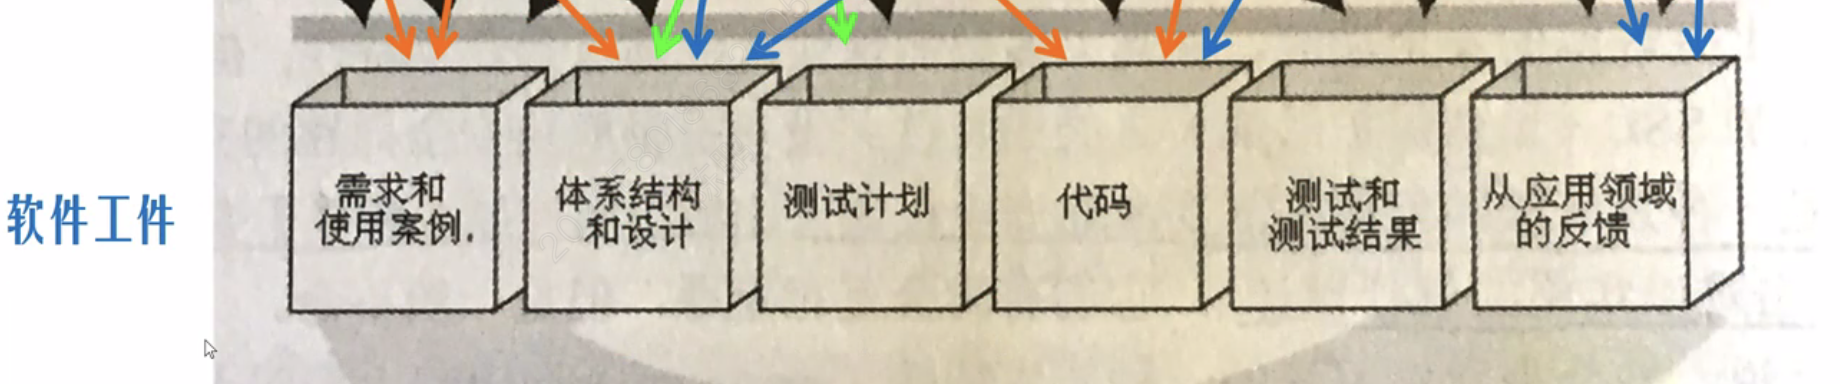 软件工件
需求和
使用案例.
体系结构
和设计
测试计划
代码
测试和
测试结果
从应用领域
的反馈